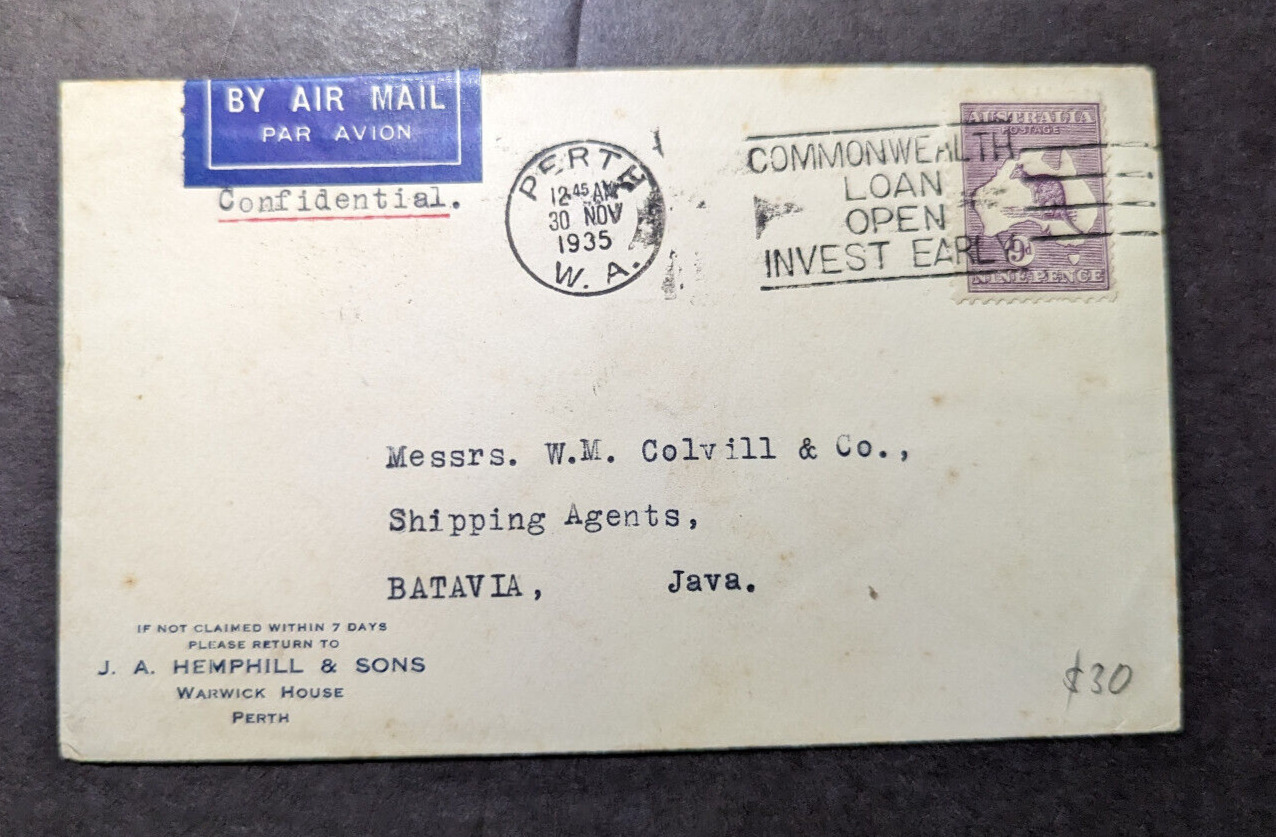 BY AIR MAIL
PAR AVION
Confidential.
PERTH
12 45 AM
30 NOV
1935
W. A.
COMMONWEALTH
LOAN
OPEN
INVEST EARLY
AUSTRALIA
POSTAGE
9d
NINE PENCE
Messrs. W.M. Colvill & Co.,
Shipping Agents,
BATAVIA, Java.
IF NOT CLAIMED WITHIN 7 DAYS
PLEASE RETURN TO
J. A. HEMPHILL & SONS
WARWICK HOUSE
PERTH
$30